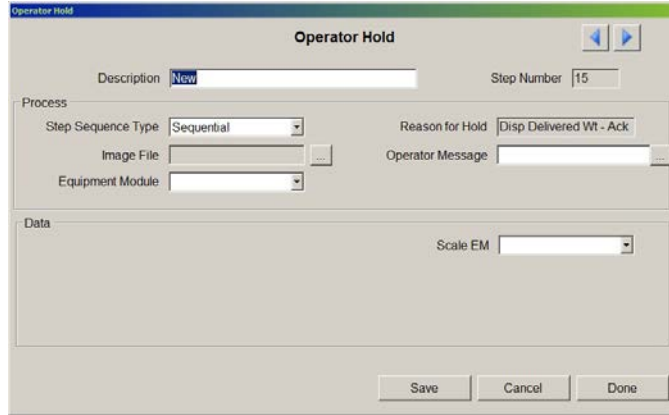 Operator Hold
Operator Hold
Description New Step Number 15
Process
Step Sequence Type Sequential Reason for Hold Disp Delivered Wt - Ack
Image File ... Operator Message ...
Equipment Module
Data
Scale EM
Save Cancel Done